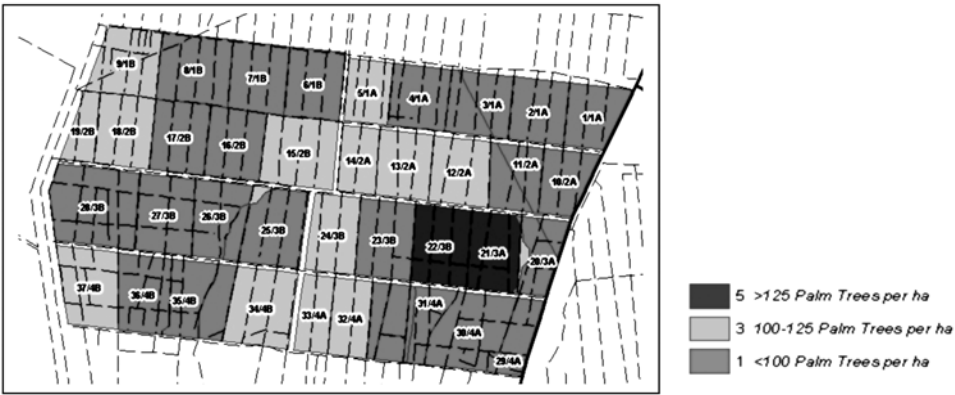 9/1B 8/1B 7/1B 6/1B 5/1A 4/1A 3/1A 2/1A 1/1A
19/2B 18/2B 17/2B 16/2B 15/2B 14/2A 13/2A 12/2A 11/2A 10/2A
28/3B 27/3B 26/3B 25/3B 24/3B 23/3B 22/3B 21/3A 20/3A
37/4B 36/4B 35/4B 34/4B 33/4A 32/4A 31/4A 30/4A 29/4A
5 >125 Palm Trees per ha
3 100-125 Palm Trees per ha
1 <100 Palm Trees per ha